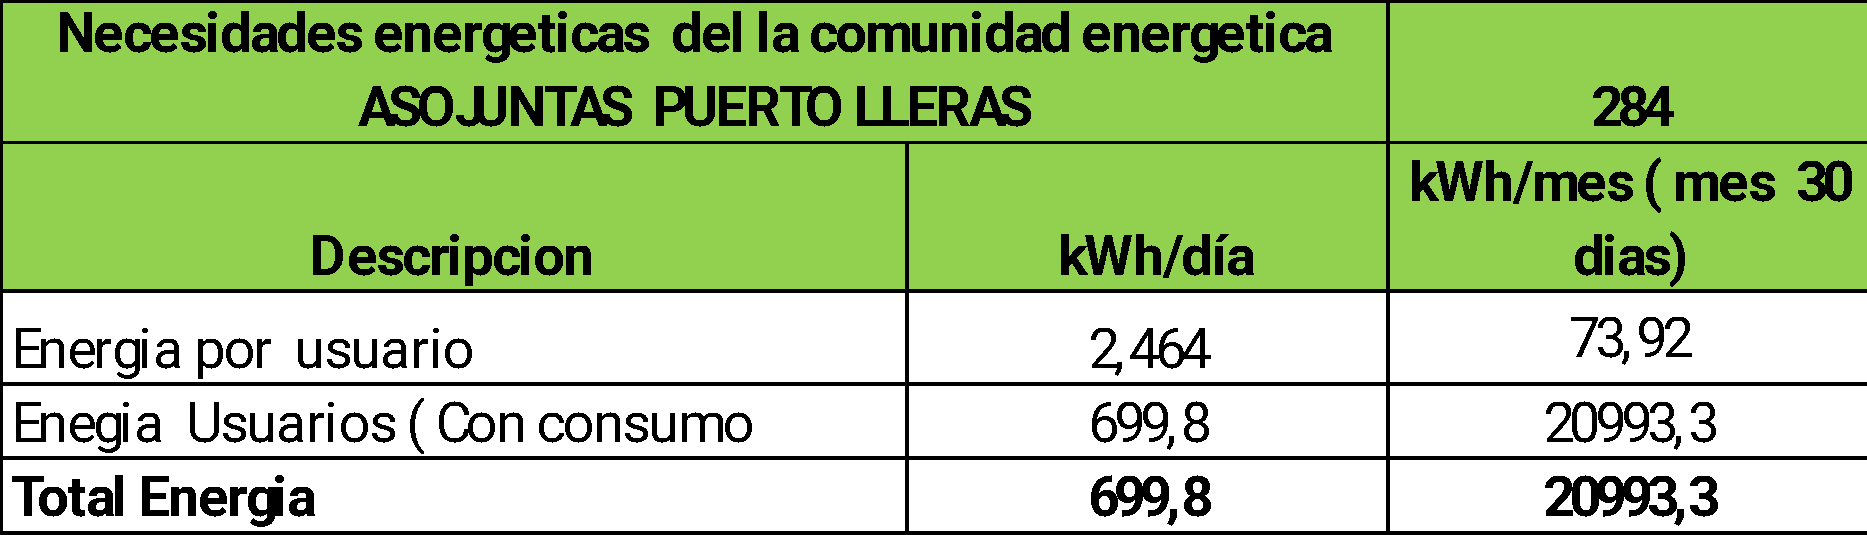 Necesidades energeticas del la comunidad energetica
ASOJUNTAS PUERTO LLERAS
284
Descripcion
kWh/día
kWh/mes ( mes 30
dias)
Energia por usuario
2,464
73,92
Enegia Usuarios ( Con consumo
699,8
20993,3
Total Energia
699,8
20993,3